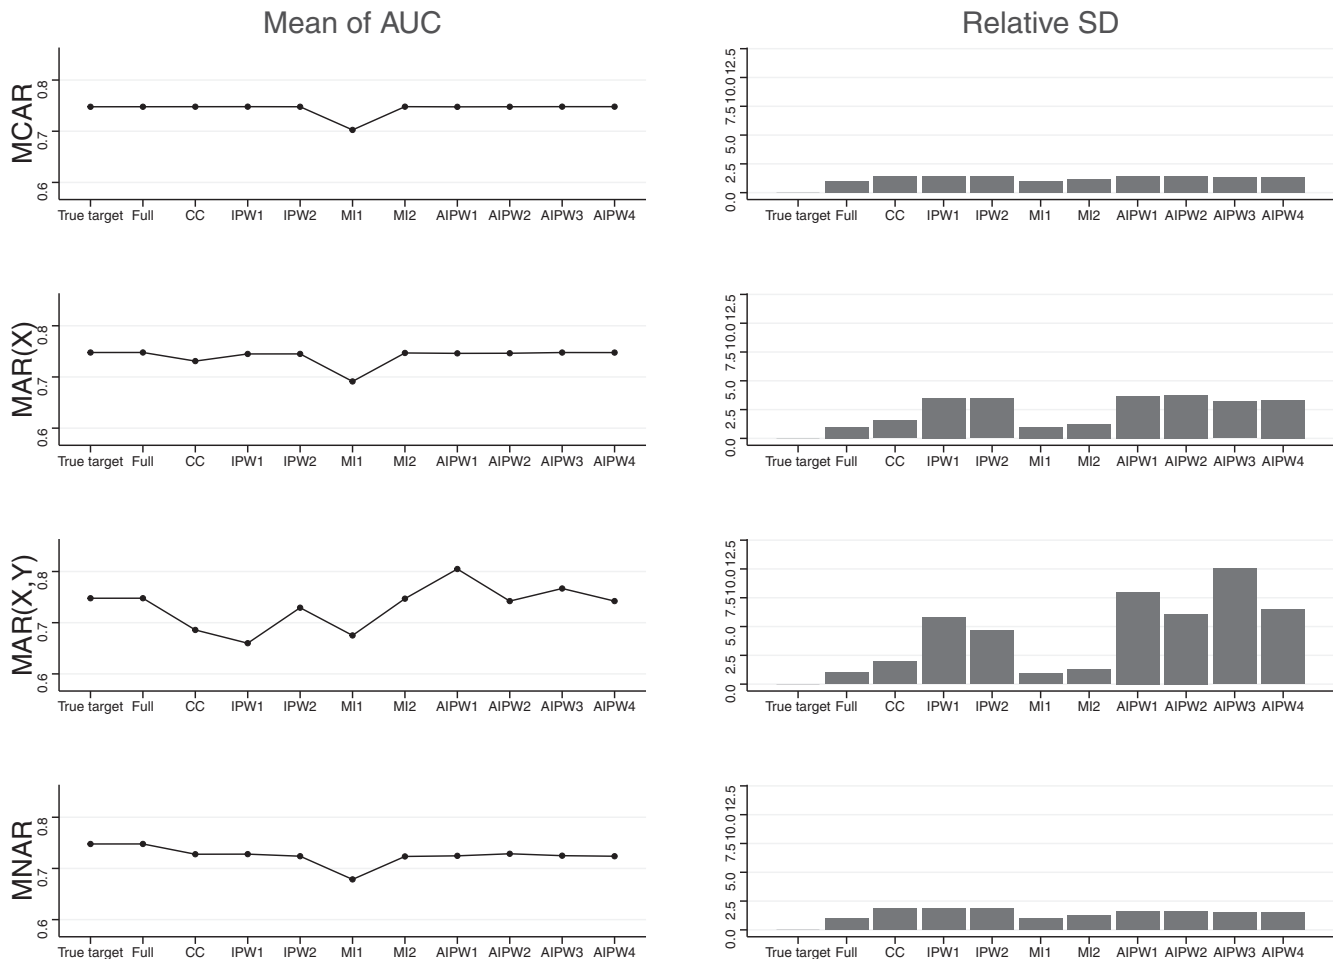 Mean of AUC
Relative SD
MCAR
0.8
0.7
0.6
True target Full CC IPW1 IPW2 MI1 MI2 AIPW1 AIPW2 AIPW3 AIPW4
12.5
10.0
7.5
5.0
2.5
0.0
True target Full CC IPW1 IPW2 MI1 MI2 AIPW1 AIPW2 AIPW3 AIPW4
MAR(X)
0.8
0.7
0.6
True target Full CC IPW1 IPW2 MI1 MI2 AIPW1 AIPW2 AIPW3 AIPW4
12.5
10.0
7.5
5.0
2.5
0.0
True target Full CC IPW1 IPW2 MI1 MI2 AIPW1 AIPW2 AIPW3 AIPW4
MAR(X,Y)
0.8
0.7
0.6
True target Full CC IPW1 IPW2 MI1 MI2 AIPW1 AIPW2 AIPW3 AIPW4
12.5
10.0
7.5
5.0
2.5
0.0
True target Full CC IPW1 IPW2 MI1 MI2 AIPW1 AIPW2 AIPW3 AIPW4
MNAR
0.8
0.7
0.6
True target Full CC IPW1 IPW2 MI1 MI2 AIPW1 AIPW2 AIPW3 AIPW4
12.5
10.0
7.5
5.0
2.5
0.0
True target Full CC IPW1 IPW2 MI1 MI2 AIPW1 AIPW2 AIPW3 AIPW4